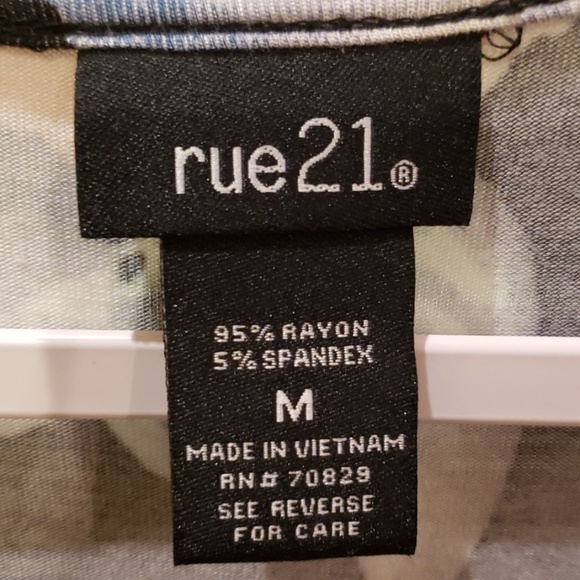 rue21®
95% RAYON
5% SPANDEX
M
MADE IN VIETNAM
RN# 70829
SEE REVERSE
FOR CARE